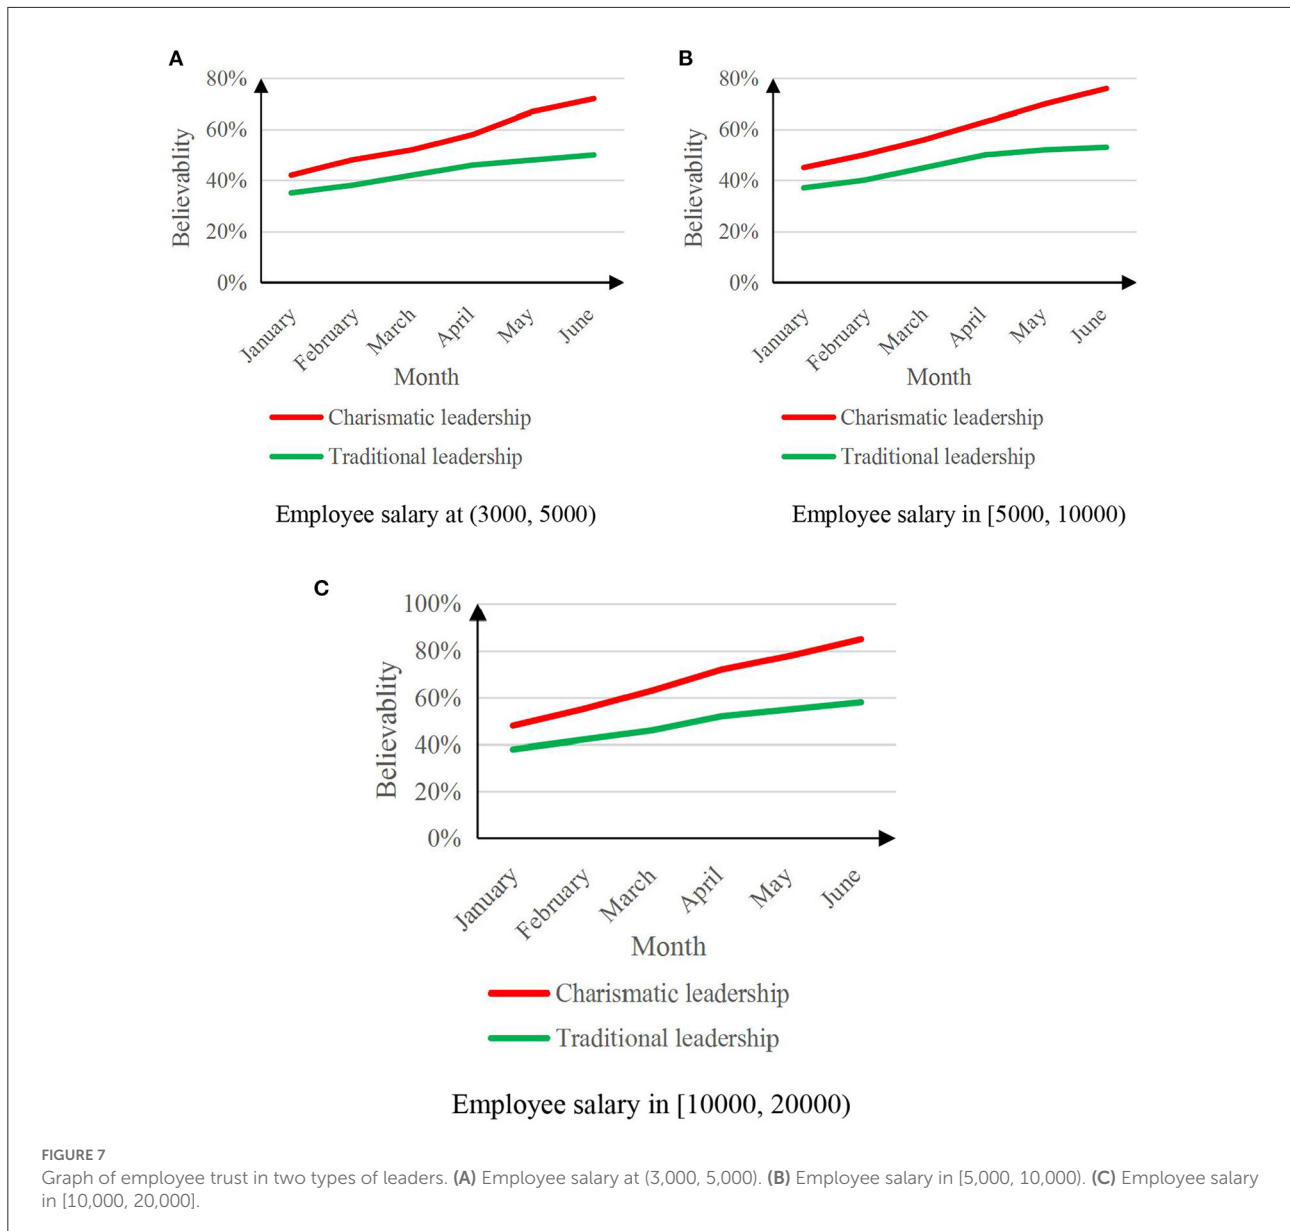 A
80%
60%
40%
20%
0%
Believablity
January
February
March
April
May
June
Month
Charismatic leadership
Traditional leadership
Employee salary at (3000, 5000)
B
80%
60%
40%
20%
0%
Believablity
January
February
March
April
May
June
Month
Charismatic leadership
Traditional leadership
Employee salary in [5000, 10000)
C
100%
80%
60%
40%
20%
0%
Believablity
January
February
March
April
May
June
Month
Charismatic leadership
Traditional leadership
Employee salary in [10000, 20000)
FIGURE 7
Graph of employee trust in two types of leaders. (A) Employee salary at (3,000, 5,000). (B) Employee salary in [5,000, 10,000). (C) Employee salary
in [10,000, 20,000].